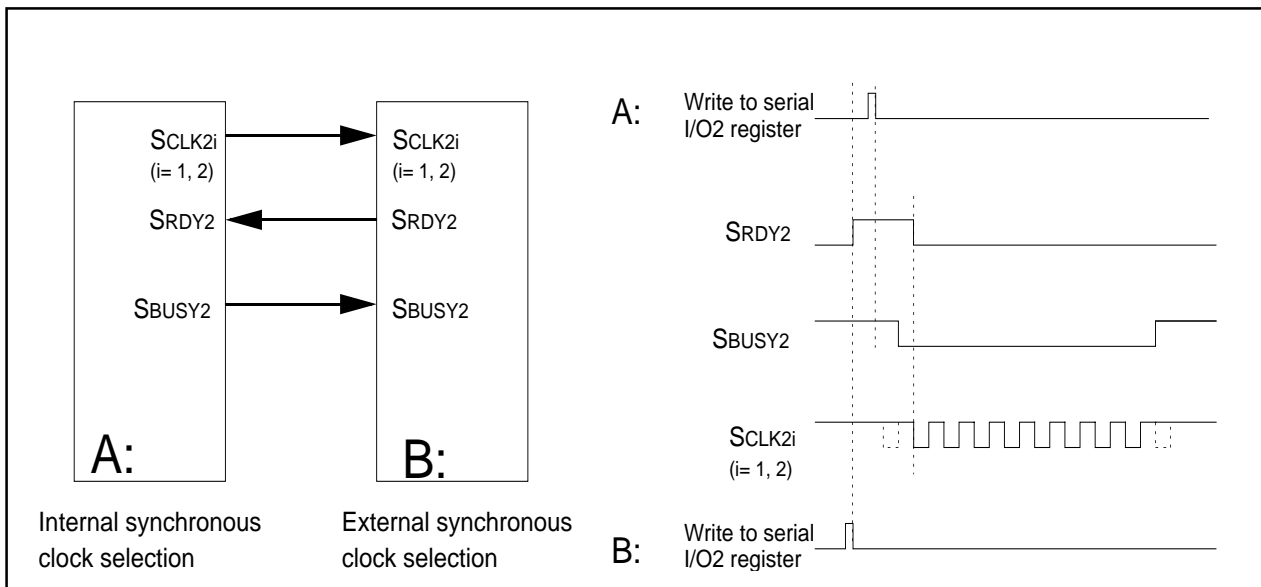 SCLK2i
(i= 1, 2)
SRDY2
SBUSY2
A:
SCLK2i
(i= 1, 2)
SRDY2
SBUSY2
B:
Internal synchronous
clock selection
External synchronous
clock selection
A:
Write to serial
I/O2 register
SRDY2
SBUSY2
SCLK2i
(i= 1, 2)
B:
Write to serial
I/O2 register